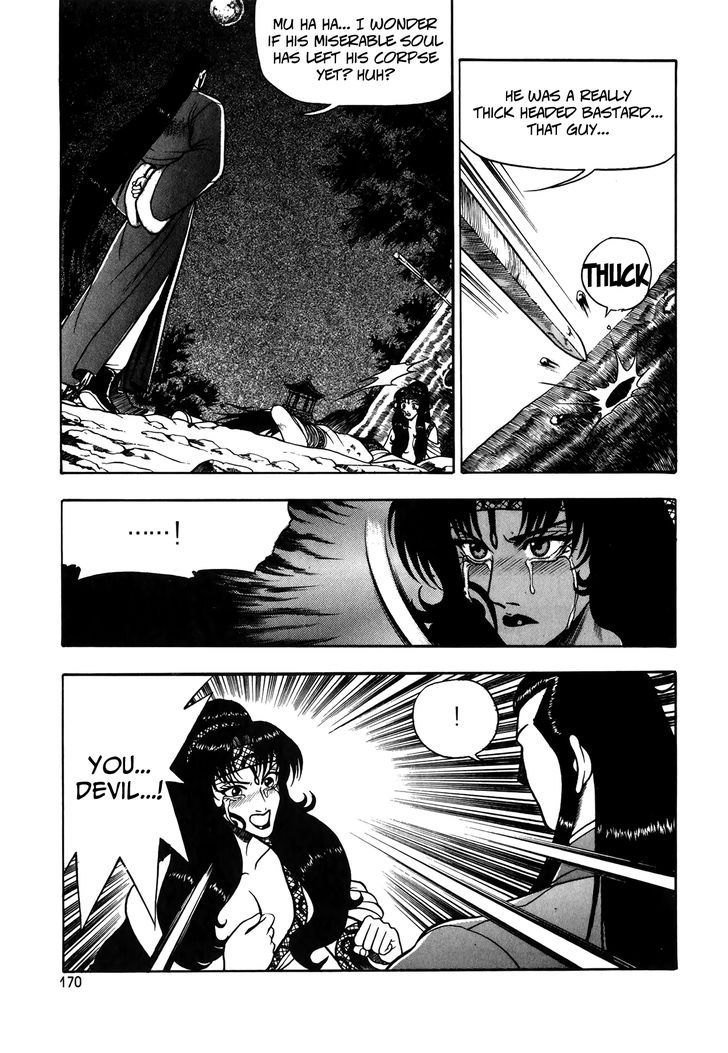 HE WAS A REALLY
THICK HEADED BASTARD...
THAT GUY...
THUCK
MU HA HA... I WONDER
IF HIS MISERABLE SOUL
HAS LEFT HIS CORPSE
YET? HUH?
......!
!
YOU...
DEVIL...!
170